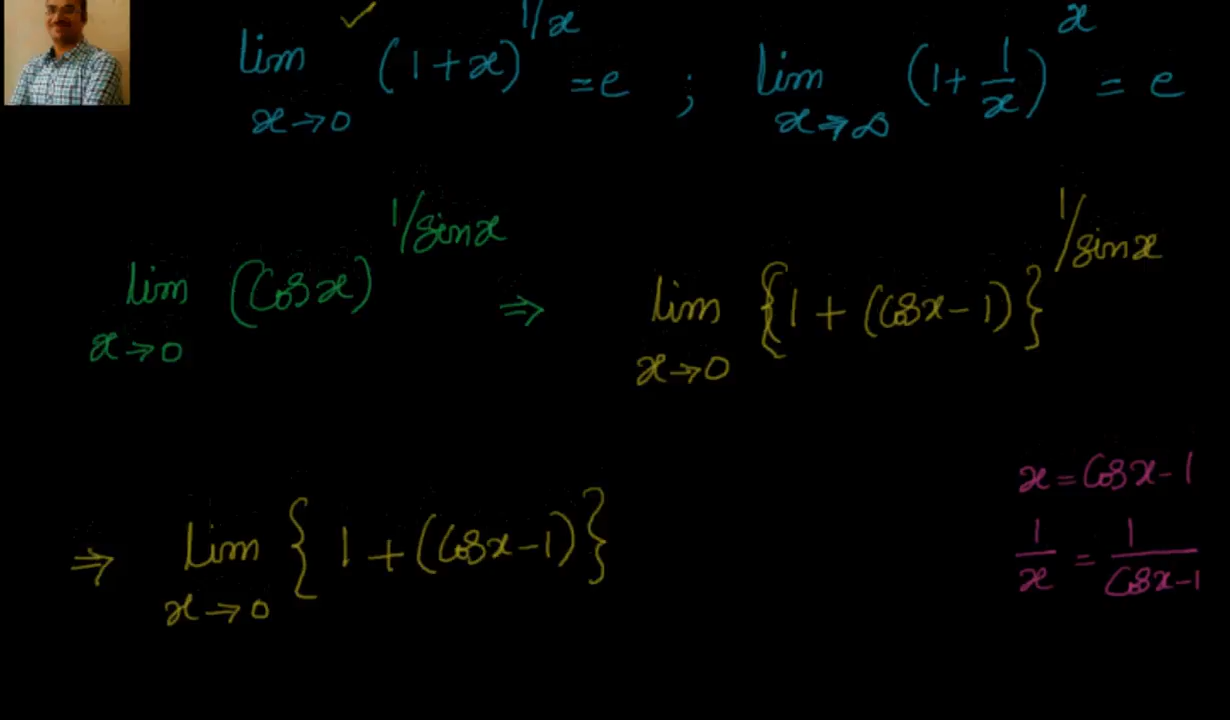 lim x→0 (1+x)^{1/x} = e ; lim x→∞ (1+1/x)^x = e
lim x→0 (Cos x)^{1/sinx} ⇒ lim x→0 {1+(Cosx-1)}^{1/sinx}
x = Cosx-1
1/x = 1/(Cosx-1)
⇒ lim x→0 {1+(Cosx-1)}